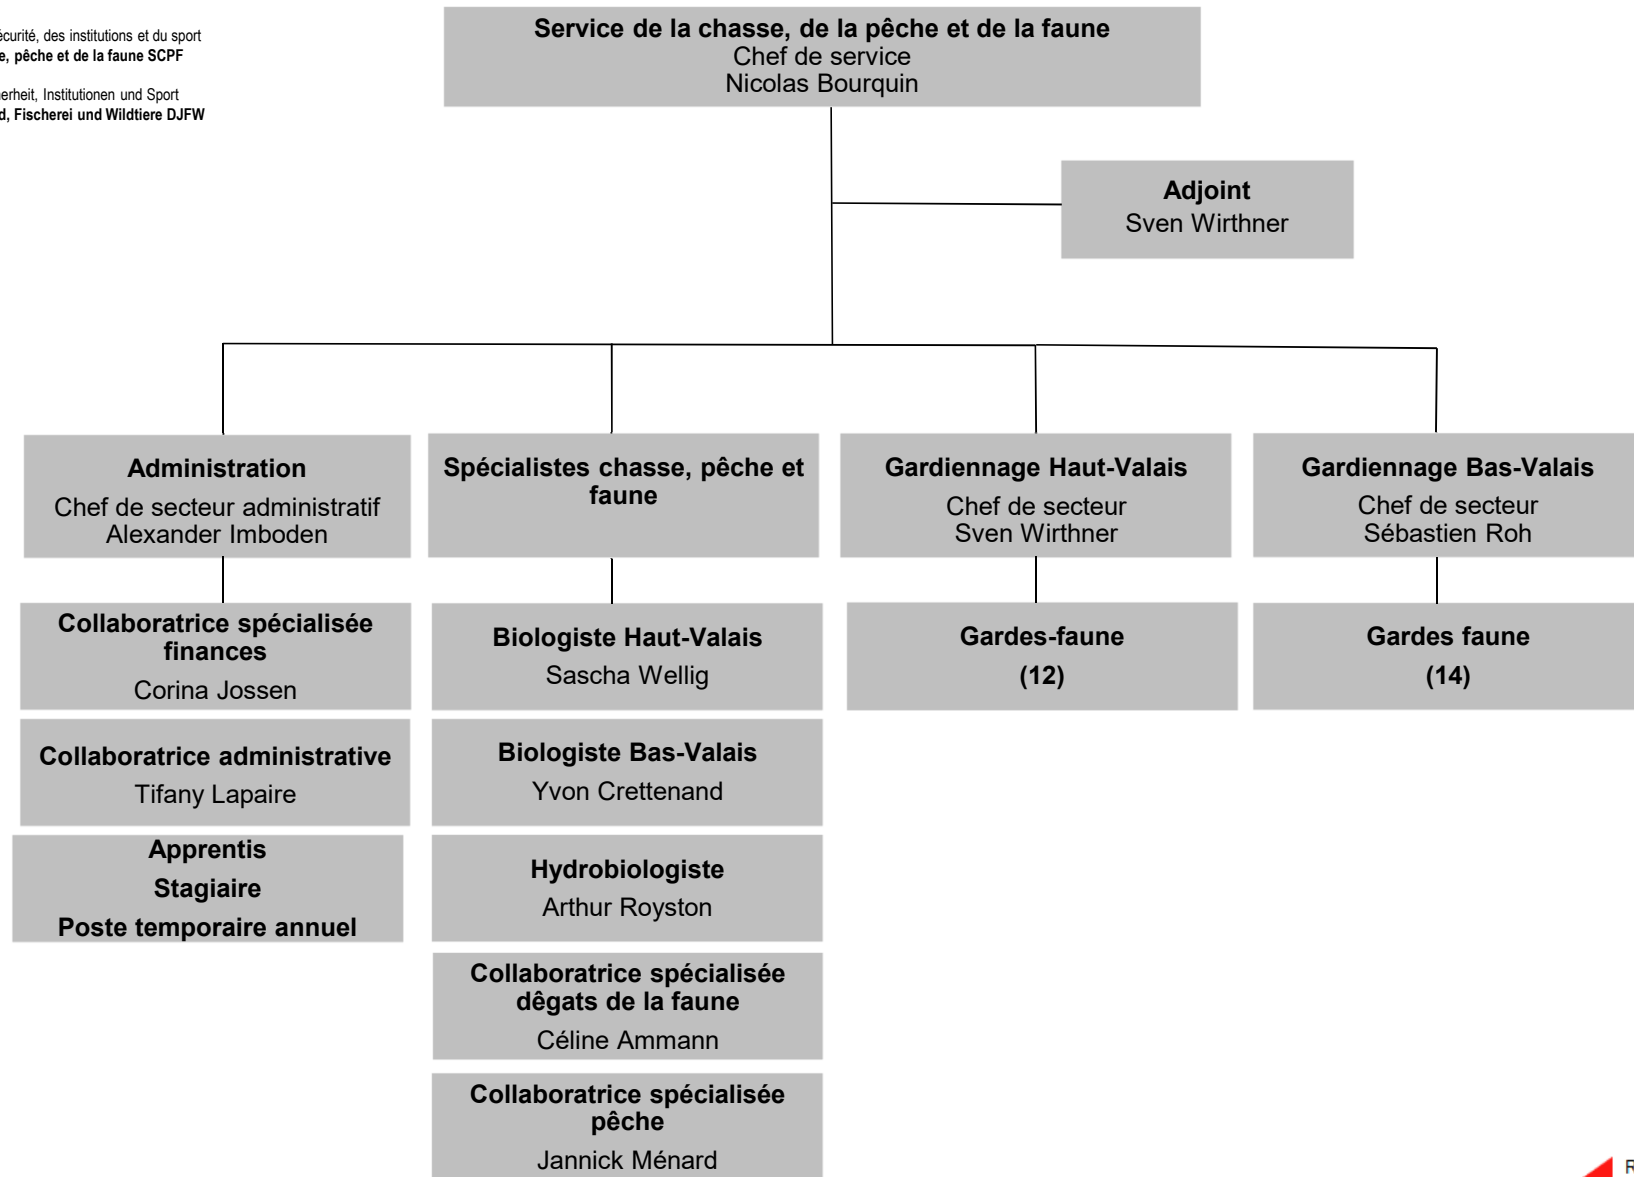 sécurité, des institutions et du sport
pêche et de la faune SCPF
Institutionen und Sport
Fischerei und Wildtiere DJFW
Service de la chasse, de la pêche et de la faune
Chef de service
Nicolas Bourquin
Adjoint
Sven Wirthner
Administration
Chef de secteur administratif
Alexander Imboden
Collaboratrice spécialisée
finances
Corina Jossen
Collaboratrice administrative
Tifany Lapaire
Apprentis
Stagiaire
Poste temporaire annuel
Spécialistes chasse, pêche et
faune
Biologiste Haut-Valais
Sascha Wellig
Biologiste Bas-Valais
Yvon Crettenand
Hydrobiologiste
Arthur Royston
Collaboratrice spécialisée
dêgats de la faune
Céline Ammann
Collaboratrice spécialisée
pêche
Jannick Ménard
Gardiennage Haut-Valais
Chef de secteur
Sven Wirthner
Gardes-faune
(12)
Gardiennage Bas-Valais
Chef de secteur
Sébastien Roh
Gardes faune
(14)